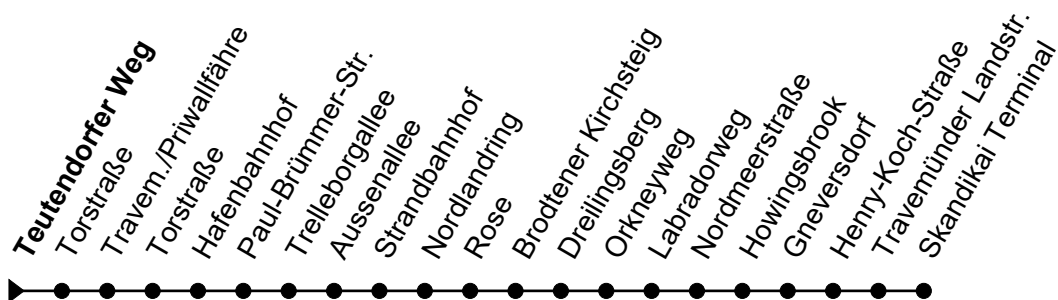 Teutendorfer Weg
Torstraße
Travem./Priwallfähre
Torstraße
Hafenbahnhof
Paul-Brümmer-Str.
Trelleborgallee
Aussenallee
Strandbahnhof
Nordlandring
Rose
Brodtener Kirchsteig
Dreilingsberg
Orkneyweg
Labradorweg
Nordmeerstraße
Howingsbrook
Gneversdorf
Henry-Koch-Straße
Travemünder Landstr.
Skandikai Terminal